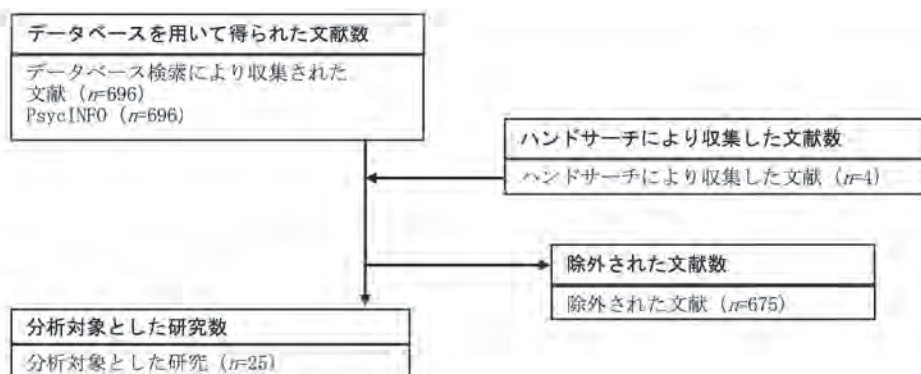 データベースを用いて得られた文献数
データベース検索により収集された
文献（n=696）
PsycINFO（n=696）
ハンドサーチにより収集した文献数
ハンドサーチにより収集した文献（n=4）
除外された文献数
除外された文献（n=675）
分析対象とした研究数
分析対象とした研究（n=25）